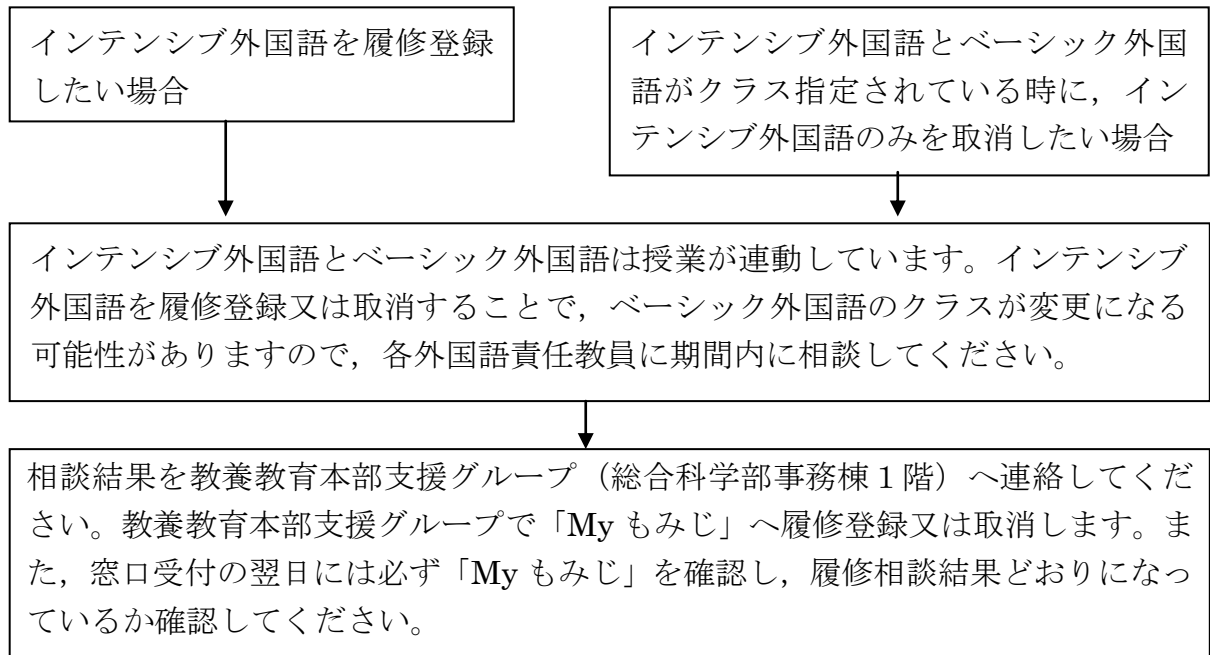 インテンシブ外国語を履修登録
したい場合
インテンシブ外国語とベーシック外国
語がクラス指定されている時に，イン
テンシブ外国語のみを取消したい場合
インテンシブ外国語とベーシック外国語は授業が連動しています。インテンシブ
外国語を履修登録又は取消することで，ベーシック外国語のクラスが変更になる
可能性がありますので，各外国語責任教員に期間内に相談してください。
相談結果を教養教育本部支援グループ（総合科学部事務棟１階）へ連絡してくだ
さい。教養教育本部支援グループで「My もみじ」へ履修登録又は取消します。ま
た，窓口受付の翌日には必ず「My もみじ」を確認し，履修相談結果どおりになっ
ているか確認してください。